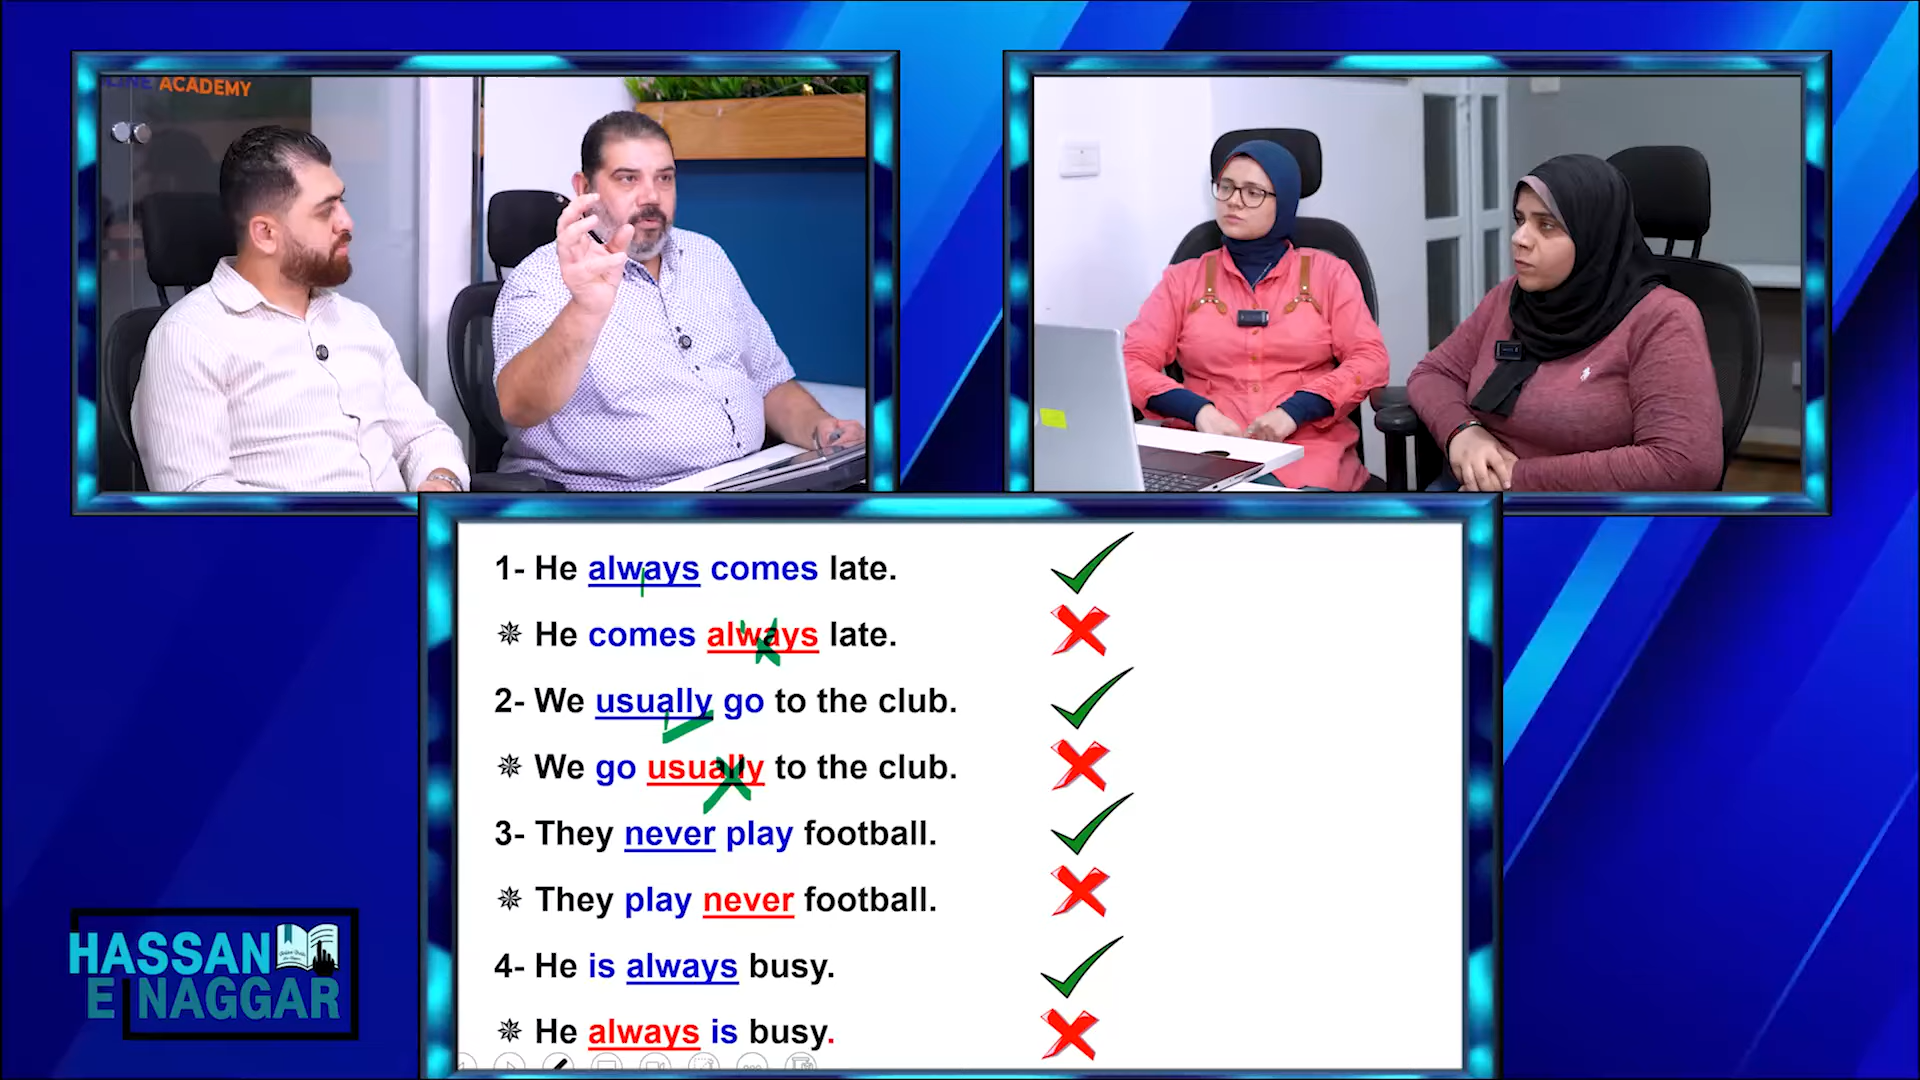 LINE ACADEMY
1- He always comes late.
✵ He comes always late.
2- We usually go to the club.
✵ We go usually to the club.
3- They never play football.
✵ They play never football.
4- He is always busy.
✵ He always is busy.
HASSAN
E NAGGAR